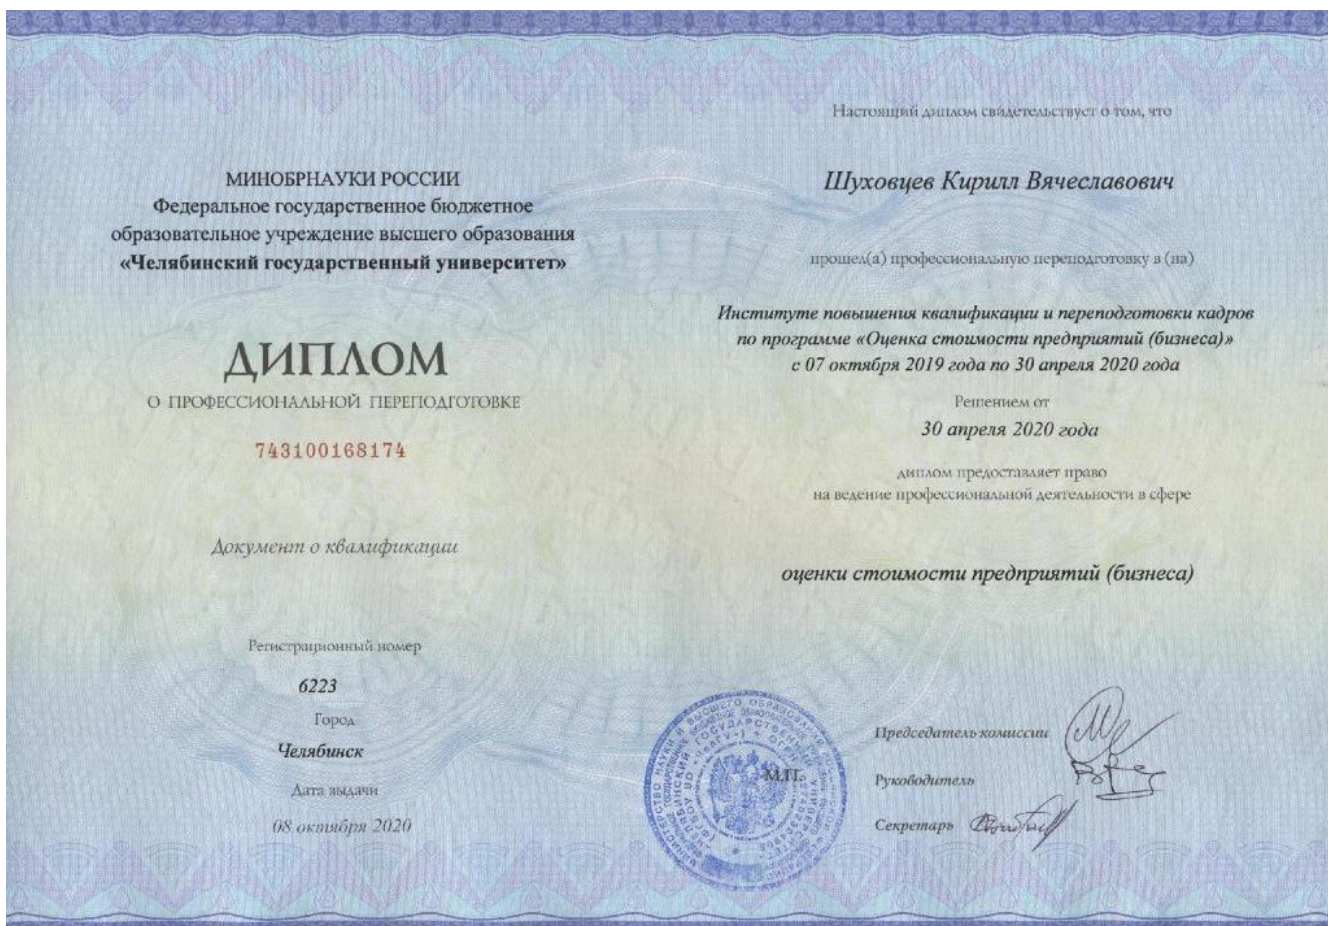 МИНОБРНАУКИ РОССИИ
Федеральное государственное бюджетное
образовательное учреждение высшего образования
«Челябинский государственный университет»
ДИПЛОМ
О ПРОФЕССИОНАЛЬНОЙ ПЕРЕПОДГОТОВКЕ
743100168174
Документ о квалификации
Регистрационный номер
6223
Город
Челябинск
Дата выдачи
08 октября 2020
Настоящий диплом свидетельствует о том, что
Шуховцев Кирилл Вячеславович
прошел(а) профессиональную переподготовку в (на)
Институте повышения квалификации и переподготовки кадров
по программе «Оценка стоимости предприятий (бизнеса)»
с 07 октября 2019 года по 30 апреля 2020 года
Решением от
30 апреля 2020 года
диплом предоставляет право
на ведение профессиональной деятельности в сфере
оценки стоимости предприятий (бизнеса)
М.П.
Председатель комиссии
Руководитель
Секретарь